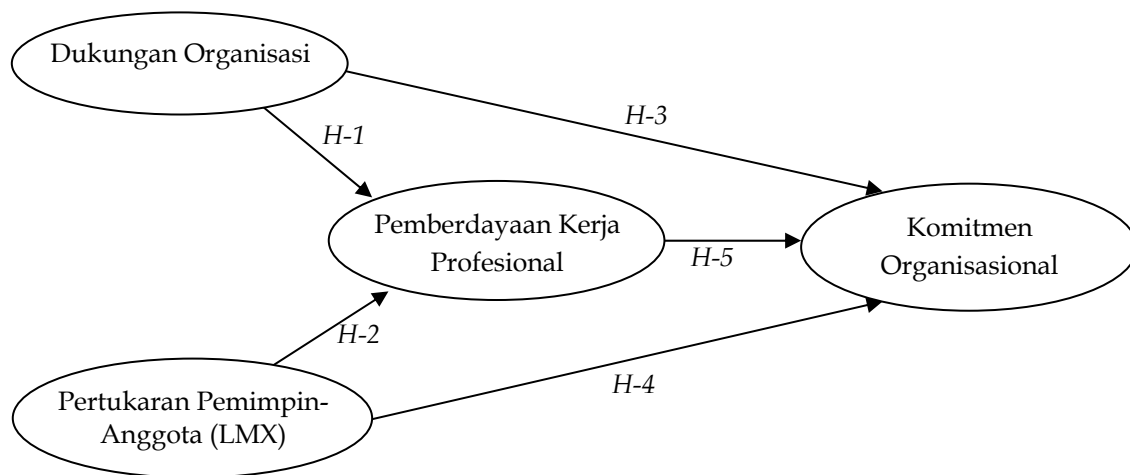 Dukungan Organisasi
H-3
H-1
Pemberdayaan Kerja
Profesional
Komitmen
Organisasional
H-5
H-2
H-4
Pertukaran Pemimpin-
Anggota (LMX)